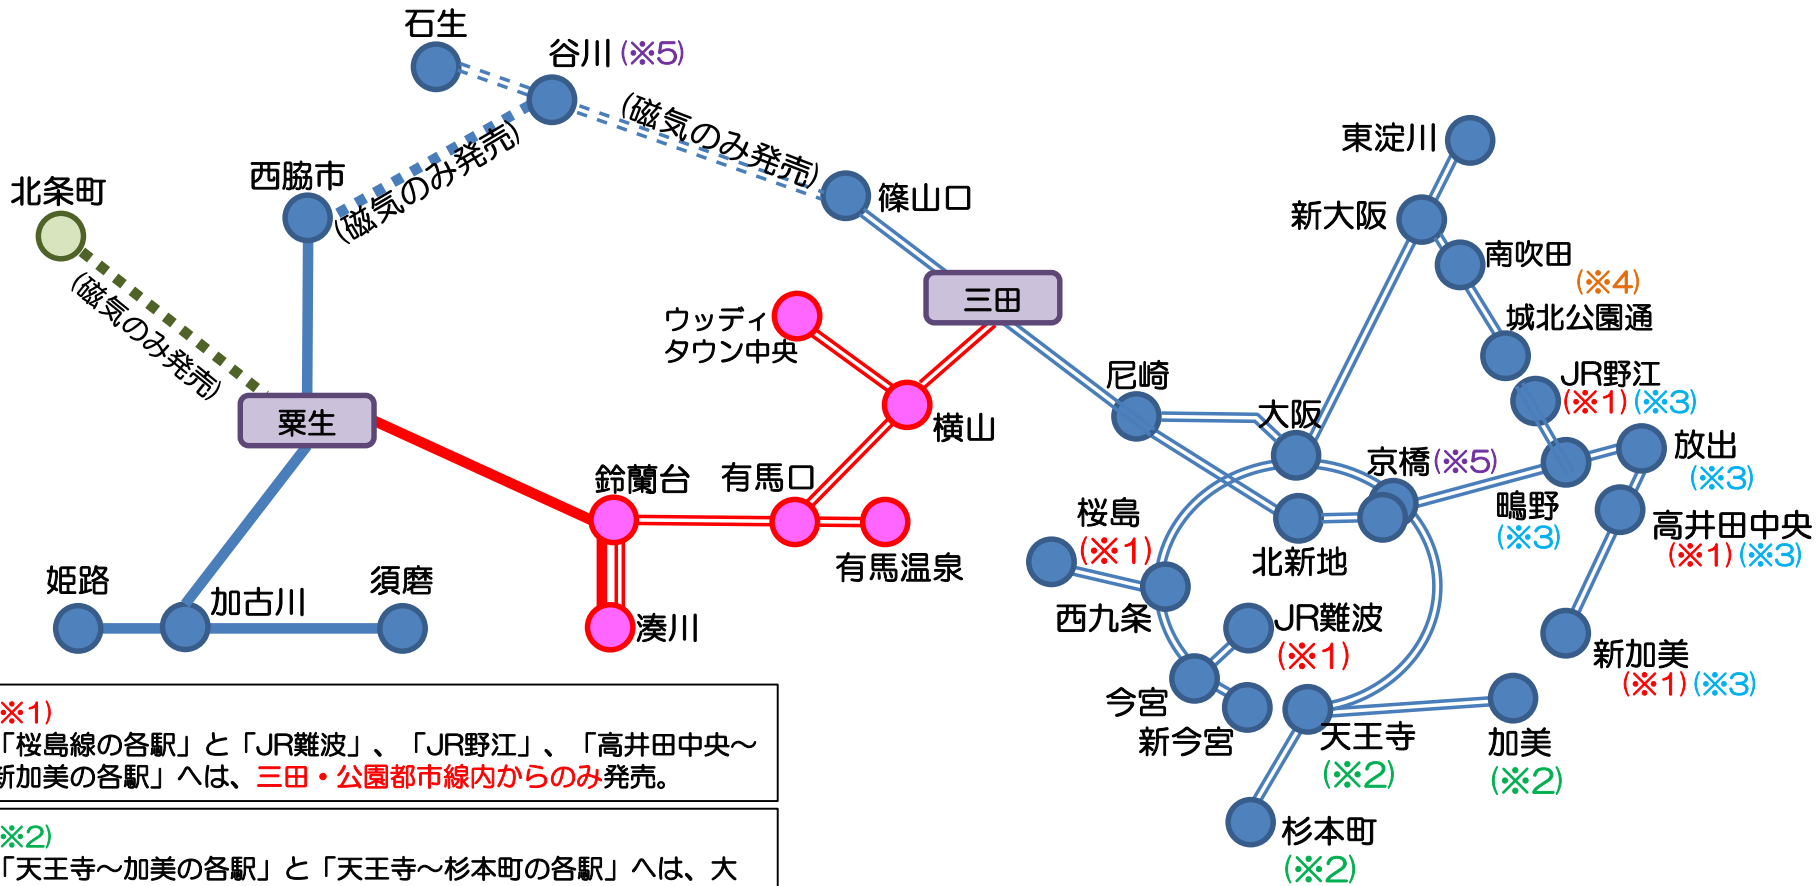 石生
谷川 (※5)
(磁気のみ発売)
(磁気のみ発売)
西脇市
北条町
(磁気のみ発売)
篠山口
東淀川
新大阪
南吹田
(※4)
城北公園通
三田
ウッディ
タウン中央
横山
尼崎
大阪
JR野江
(※1) (※3)
放出
(※3)
京橋(※5)
鴫野
(※3)
高井田中央
(※1) (※3)
粟生
鈴蘭台
有馬口
有馬温泉
桜島
(※1)
北新地
西九条
JR難波
(※1)
新加美
(※1) (※3)
姫路
加古川
須磨
湊川
今宮
新今宮
天王寺
(※2)
加美
(※2)
杉本町
(※2)
※1)
「桜島線の各駅」と「JR難波」、「JR野江」、「高井田中央～
新加美の各駅」へは、三田・公園都市線内からのみ発売。
※2)
「天王寺～加美の各駅」と「天王寺～杉本町の各駅」へは、大